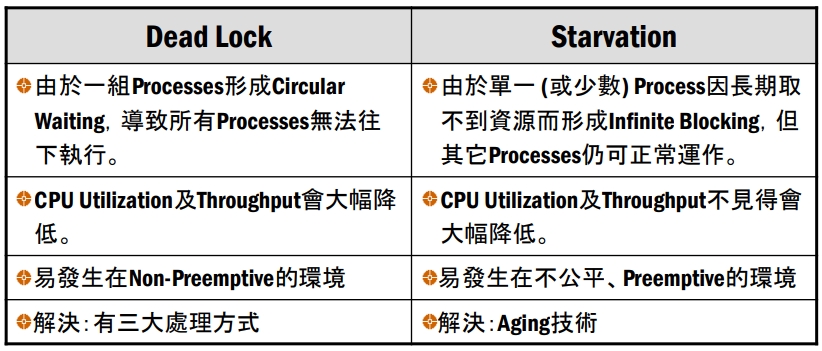 Dead Lock
Starvation
由於一組Processes形成Circular
Waiting, 導致所有Processes無法往
下執行。
由於單一 (或少數) Process因長期取
不到資源而形成Infinite Blocking, 但
其它Processes仍可正常運作。
CPU Utilization及Throughput會大幅降
低。
CPU Utilization及Throughput不見得會
大幅降低。
易發生在Non-Preemptive的環境
易發生在不公平、Preemptive的環境
解決:有三大處理方式
解決:Aging技術